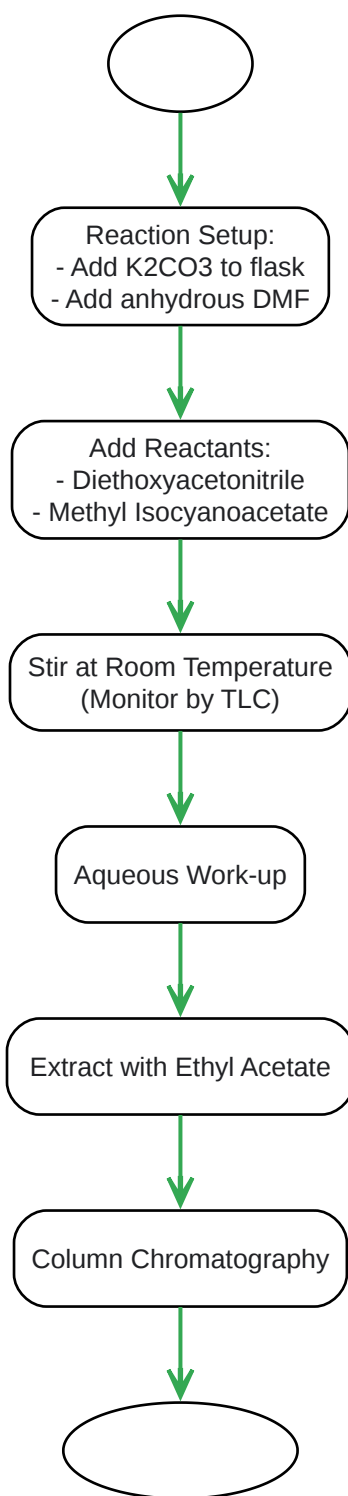 Reaction Setup:
- Add K2CO3 to flask
- Add anhydrous DMF
Add Reactants:
- Diethoxyacetonitrile
- Methyl Isocyanoacetate
Stir at Room Temperature
(Monitor by TLC)
Aqueous Work-up
Extract with Ethyl Acetate
Column Chromatography